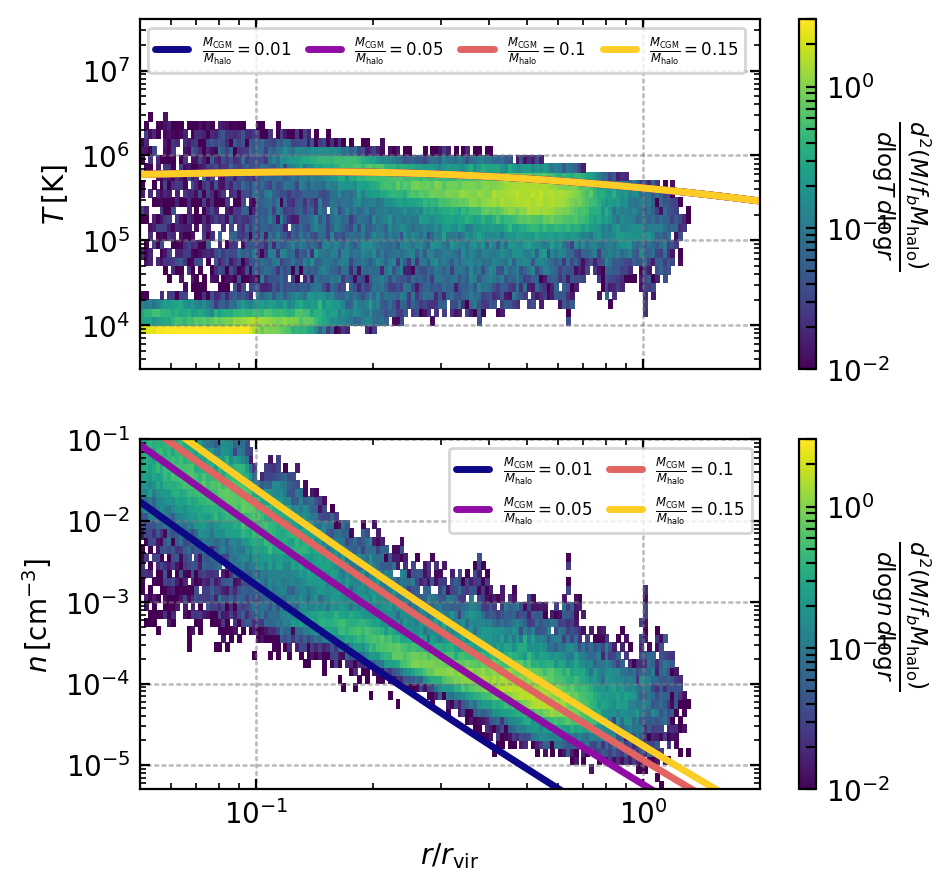 M_CGM/M_halo = 0.01 M_CGM/M_halo = 0.05 M_CGM/M_halo = 0.1 M_CGM/M_halo = 0.15
10^7
10^6
10^5
10^4
T [K]
10^0
10^−1
10^−2
d^2(M/f_b M_halo)
dlog T dlogr
10^−1
10^−2
10^−3
10^−4
10^−5
n [cm^−3]
M_CGM/M_halo = 0.01 M_CGM/M_halo = 0.1
M_CGM/M_halo = 0.05 M_CGM/M_halo = 0.15
10^−1 10^0
r/r_vir
10^0
10^−1
10^−2
d^2(M/f_b M_halo)
dlogn dlogr